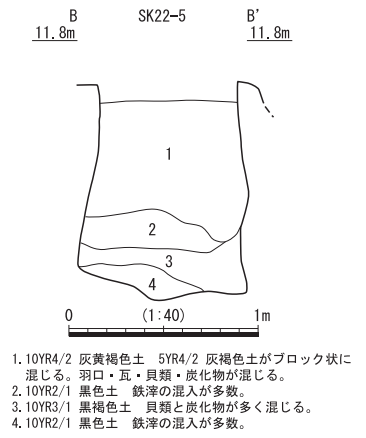 B SK22-5 B'
11.8m 11.8m
1
2
3
4
0 (1:40) 1m
1.10YR4/2 灰黄褐色土 5YR4/2 灰褐色土がブロック状に
混じる。羽口・瓦・貝類・炭化物が混じる。
2.10YR2/1 黒色土 鉄滓の混入が多数。
3.10YR3/1 黒褐色土 貝類と炭化物が多く混じる。
4.10YR2/1 黒色土 鉄滓の混入が多数。